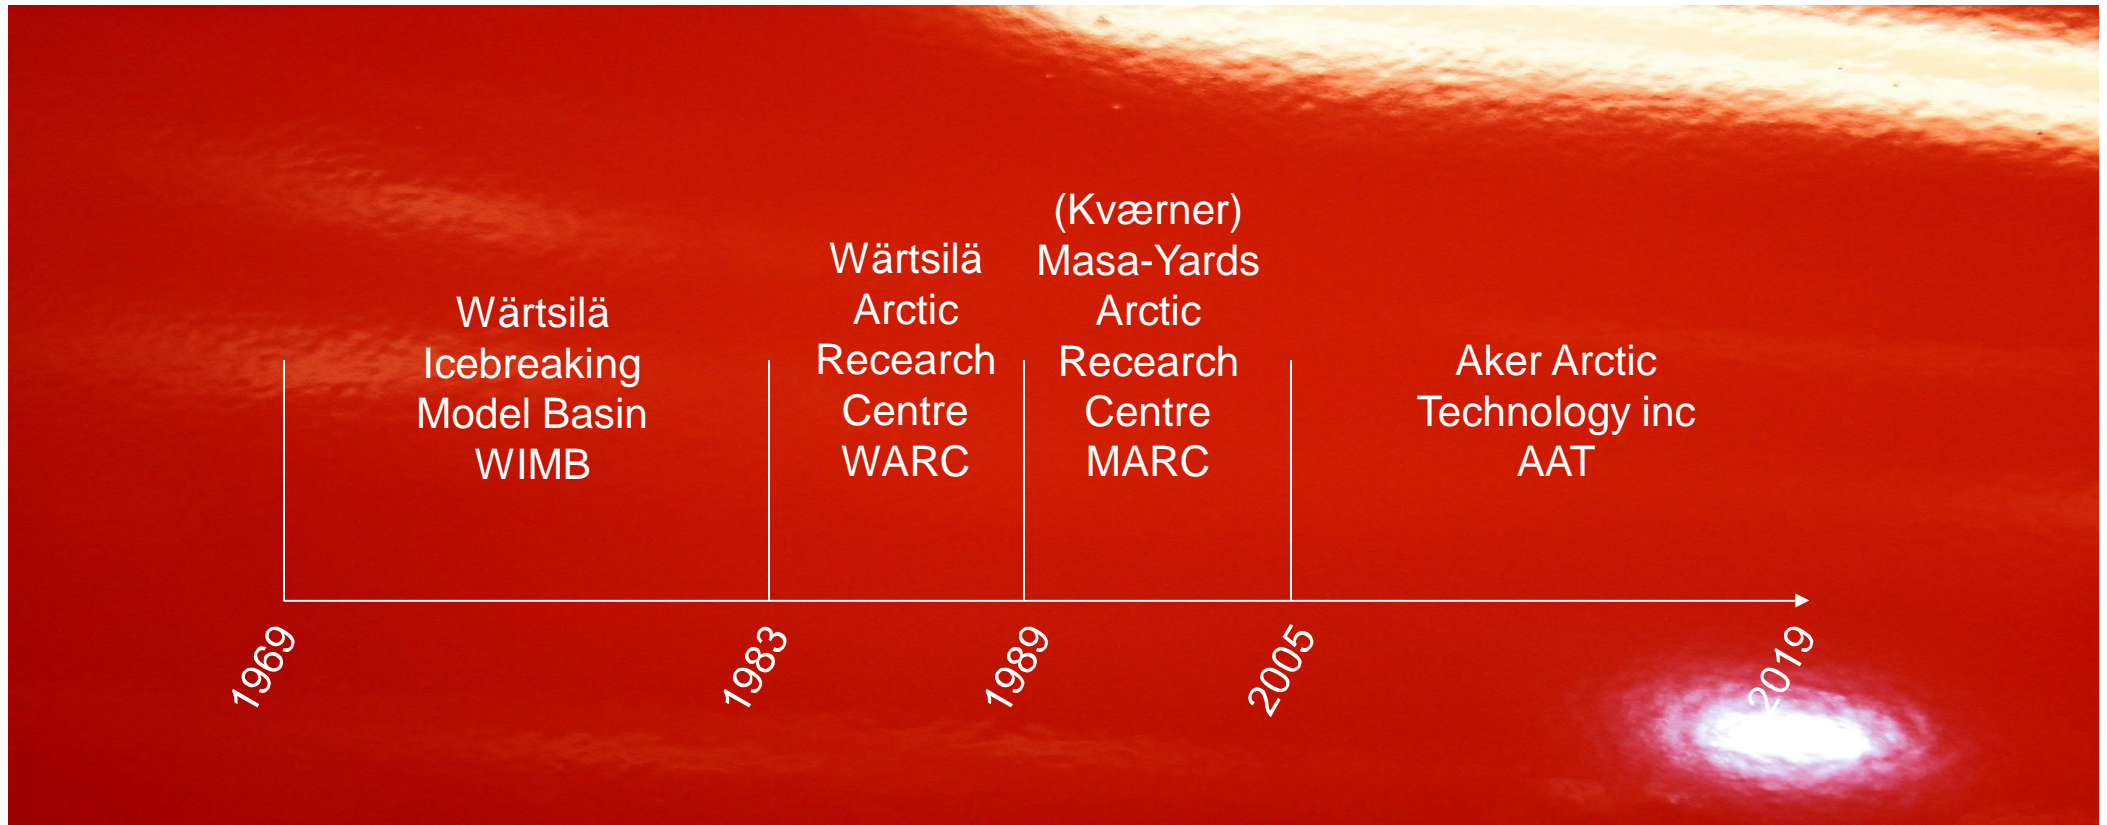 Wärtsilä
Icebreaking
Model Basin
WIMB
Wärtsilä
Arctic
Recearch
Centre
WARC
(Kværner)
Masa-Yards
Arctic
Recearch
Centre
MARC
Aker Arctic
Technology inc
AAT
1969
1983
1989
2005
2019